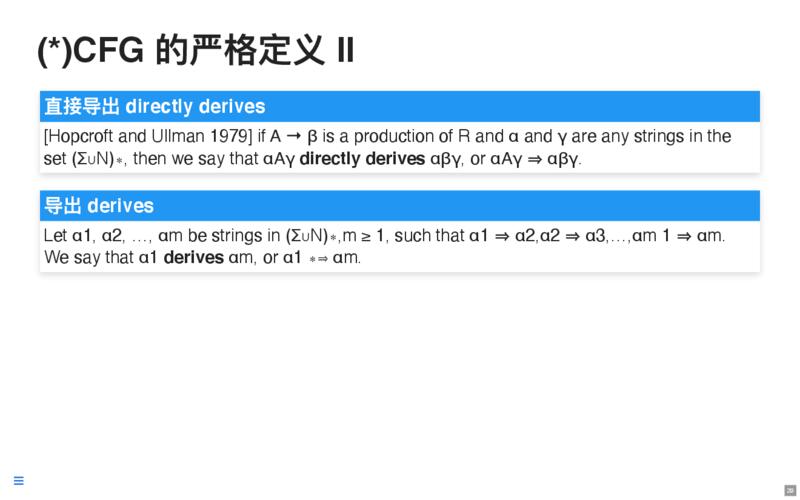 (*)CFG 的严格定义 II
直接导出 directly derives
[Hopcroft and Ullman 1979] if A → β is a production of R and α and γ are any strings in the
set (Σ∪N)∗, then we say that αAγ directly derives αβγ, or αAγ ⇒ αβγ.
导出 derives
Let α1, α2, …, αm be strings in (Σ∪N)∗,m ≥ 1, such that α1 ⇒ α2,α2 ⇒ α3,…,αm 1 ⇒ αm.
We say that α1 derives αm, or α1 ∗⇒ αm.
29